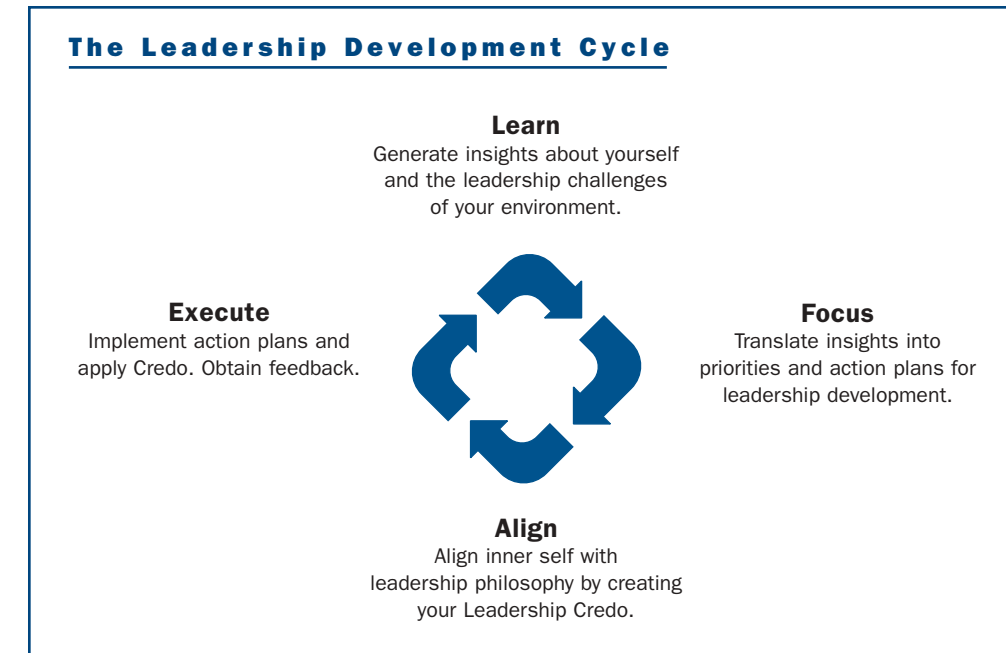 The Leadership Development Cycle
Learn
Generate insights about yourself
and the leadership challenges
of your environment.
Execute
Implement action plans and
apply Credo. Obtain feedback.
Focus
Translate insights into
priorities and action plans for
leadership development.
Align
Align inner self with
leadership philosophy by creating
your Leadership Credo.